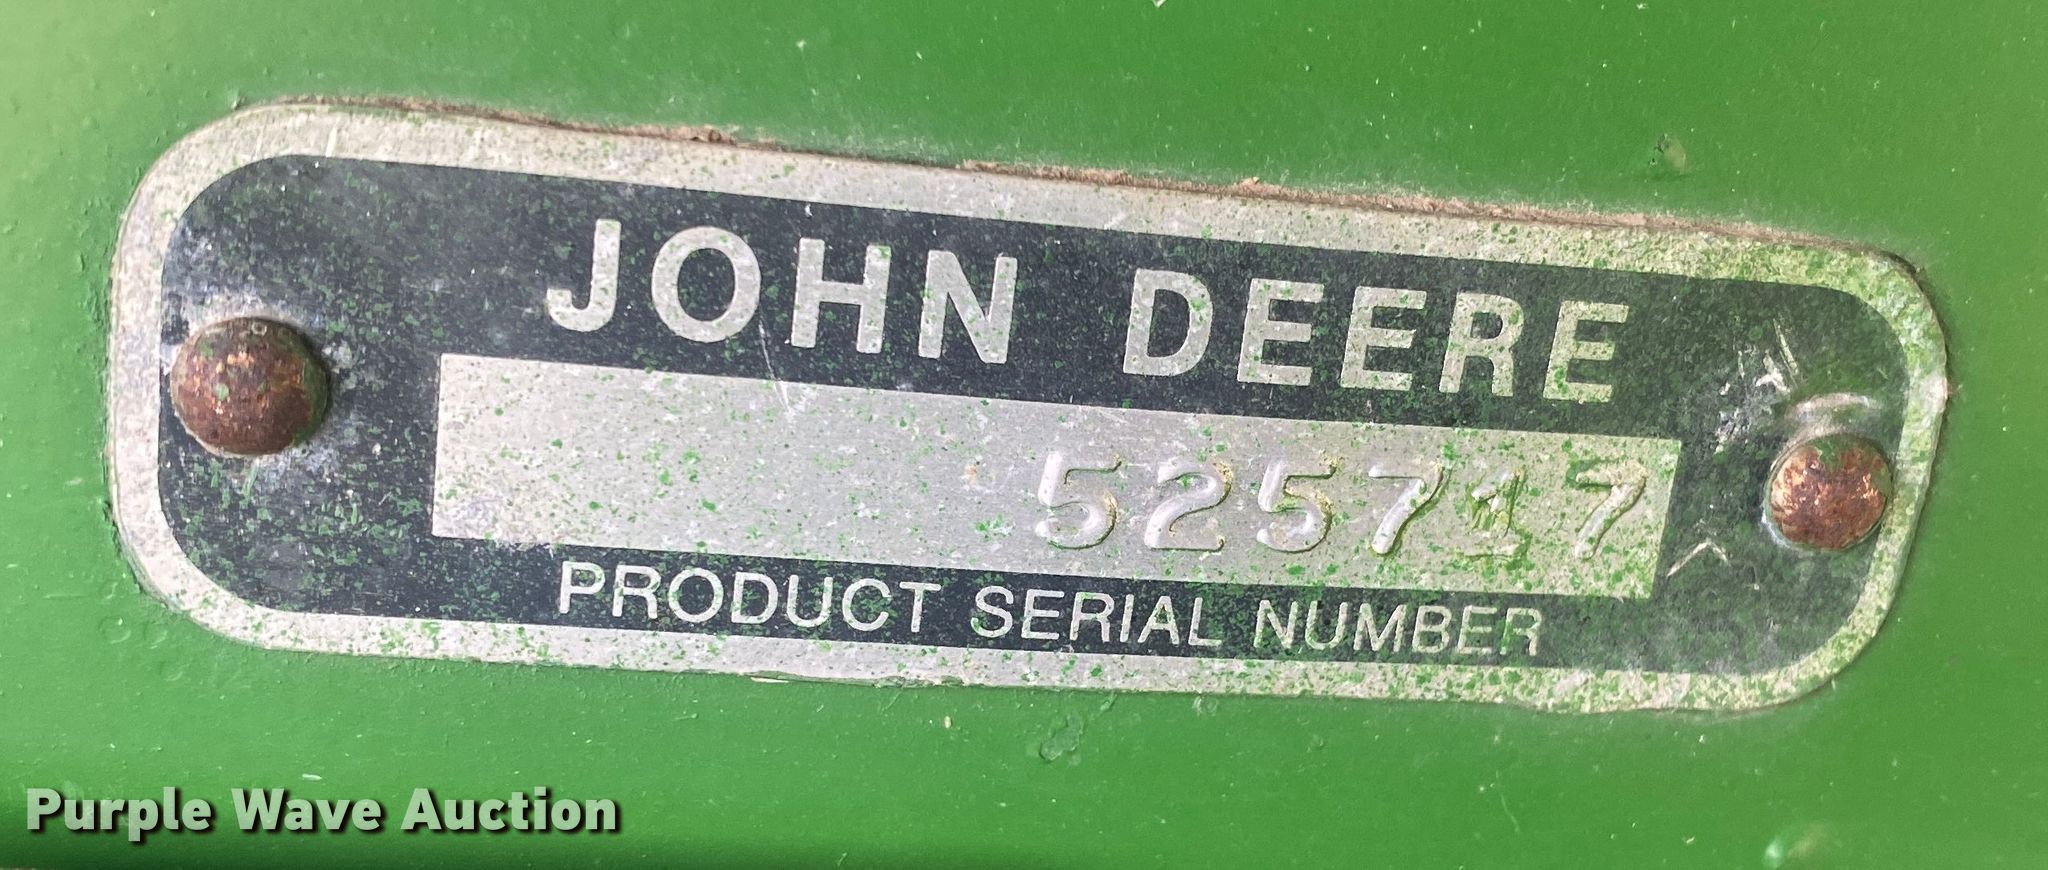 JOHN DEERE
525717
PRODUCT SERIAL NUMBER
Purple Wave Auction